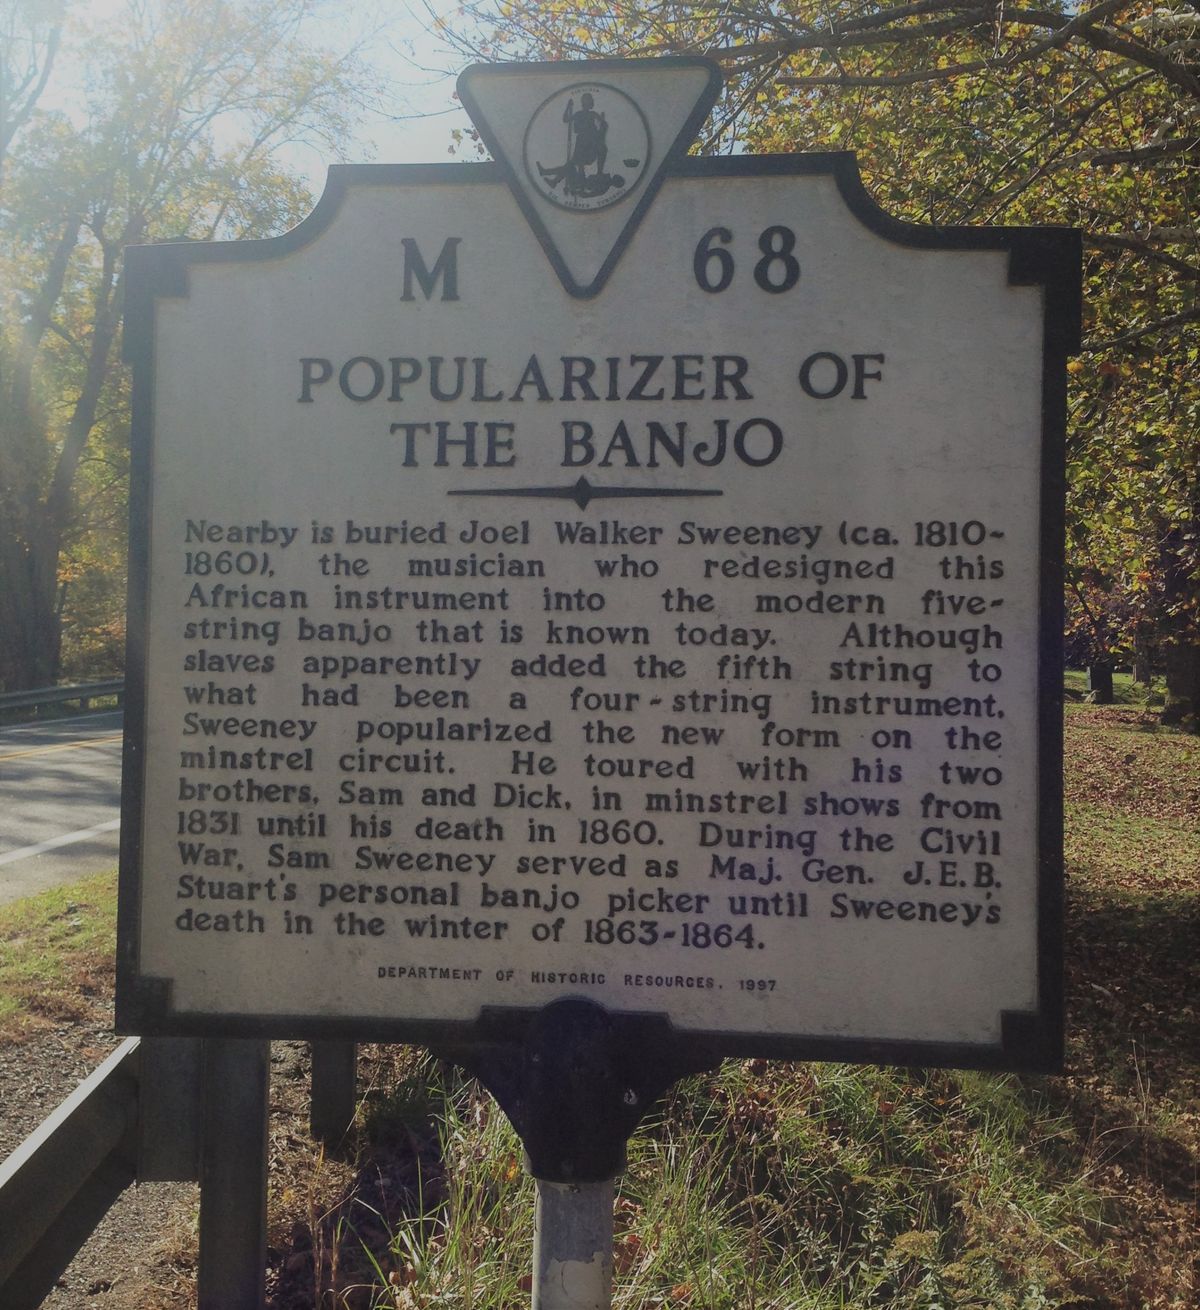 M 68
POPULARIZER OF
THE BANJO
Nearby is buried Joel Walker Sweeney (ca. 1810-
1860), the musician who redesigned this
African instrument into the modern five-
string banjo that is known today. Although
slaves apparently added the fifth string to
what had been a four-string instrument,
Sweeney popularized the new form on the
minstrel circuit. He toured with his two
brothers, Sam and Dick, in minstrel shows from
1831 until his death in 1860. During the Civil
War, Sam Sweeney served as Maj. Gen. J.E.B.
Stuart's personal banjo picker until Sweeney's
death in the winter of 1863-1864.
DEPARTMENT OF HISTORIC RESOURCES, 1997